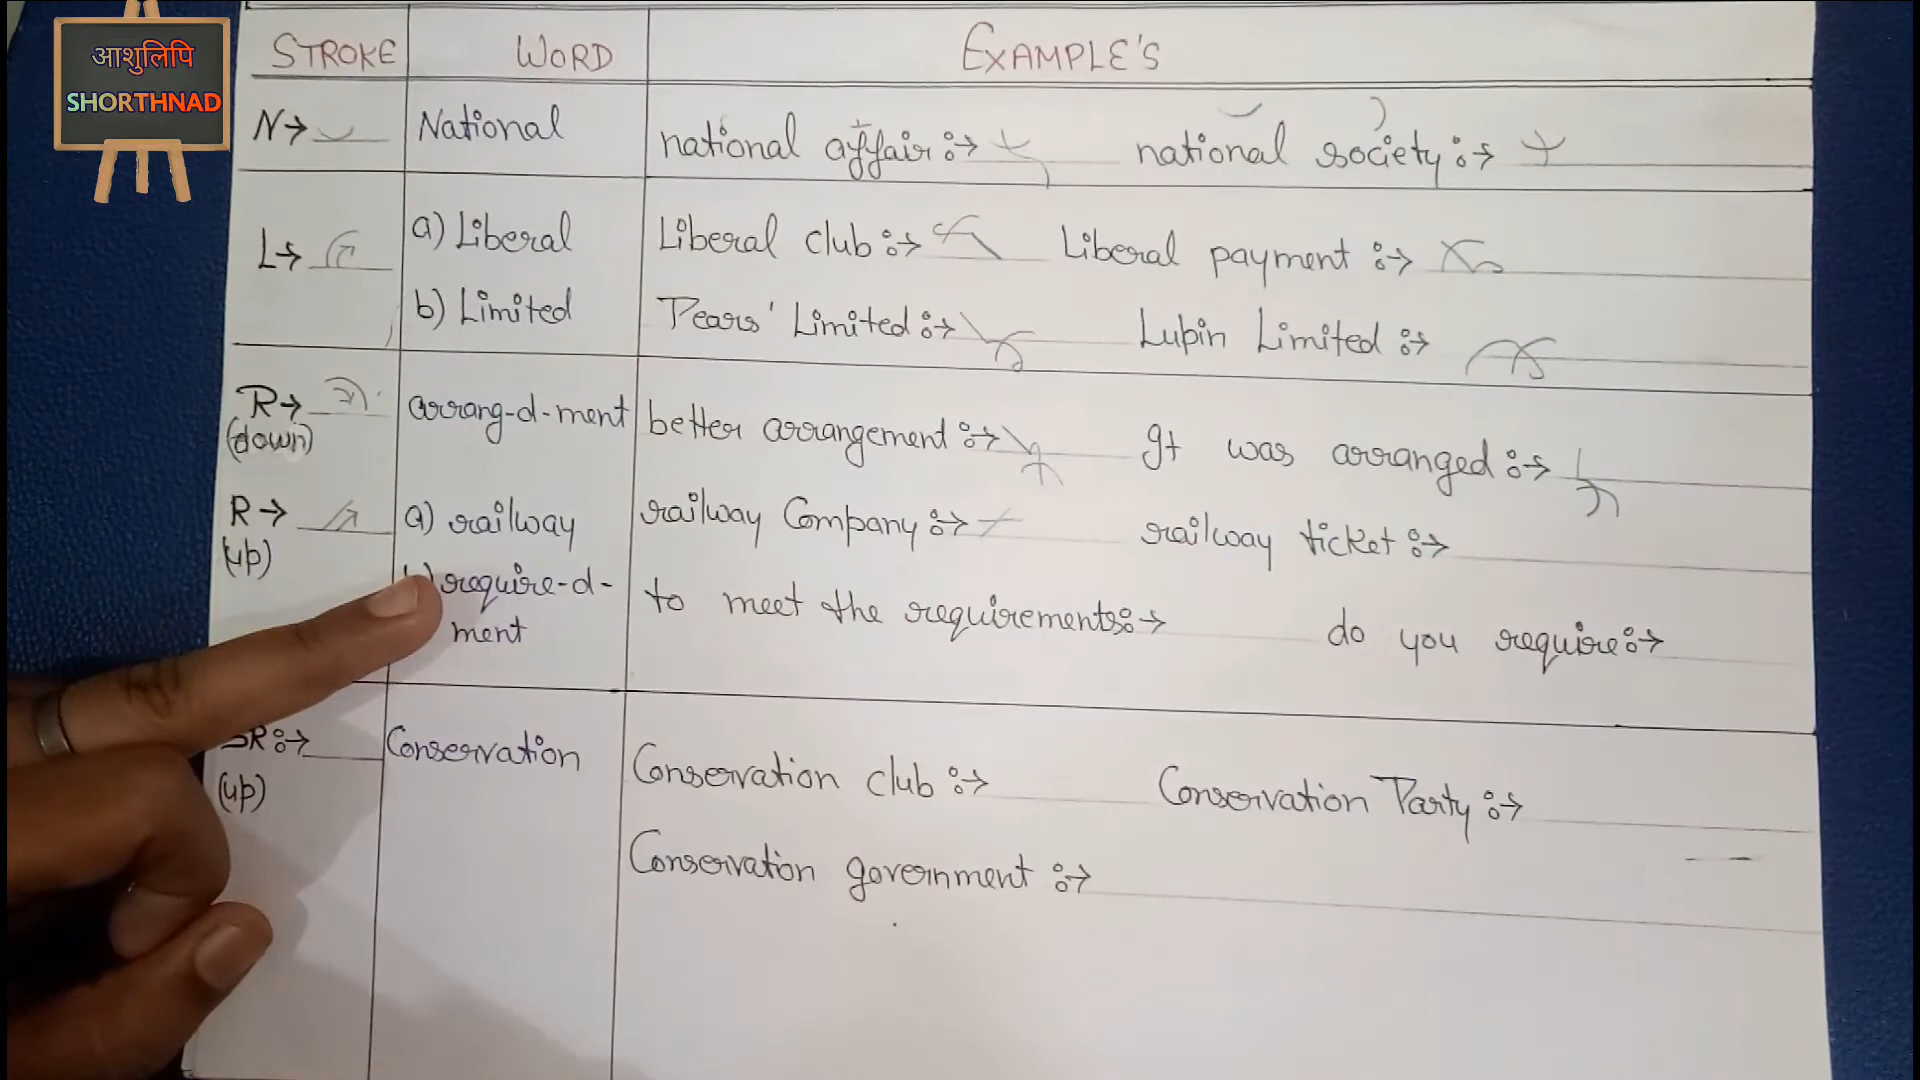 आशुलिपि
SHORTHNAD
STROKE WORD EXAMPLE'S
N→ National national affair:→ national society:→
L→ a) Liberal Liberal club:→ Liberal payment:→
b) Limited Pears' Limited:→ Lupin Limited:→
R→ arrang-d-ment better arrangement:→ It was arranged:→
(down)
R→ a) railway railway Company:→ railway ticket:→
(up)
require-d- to meet the requirements:→ do you require:→
ment
SR:→ Conservation Conservation club:→ Conservation Party:→
(up)
Conservation government:→